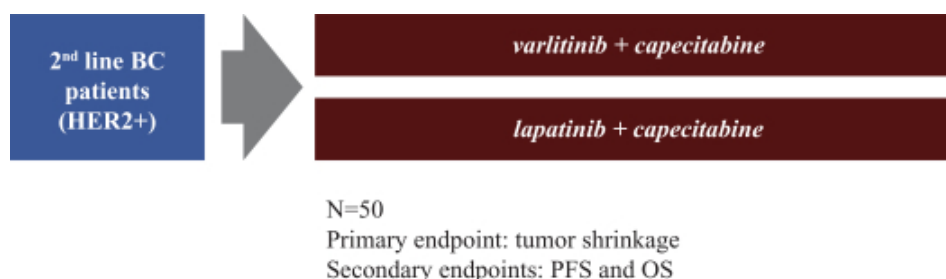 2nd line BC
patients
(HER2+)
varlitinib + capecitabine
lapatinib + capecitabine
N=50
Primary endpoint: tumor shrinkage
Secondary endpoints: PFS and OS